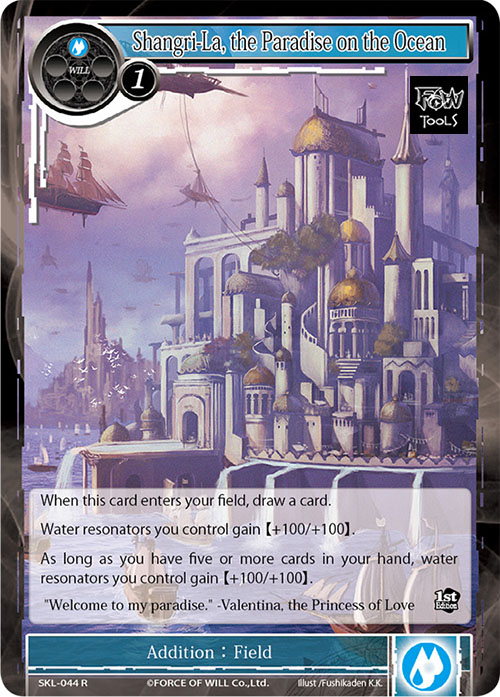 Shangri-La, the Paradise on the Ocean
WILL
1
FOW
TOOLS
When this card enters your field, draw a card.
Water resonators you control gain【+100/+100】.
As long as you have five or more cards in your hand, water
resonators you control gain【+100/+100】.
"Welcome to my paradise." -Valentina, the Princess of Love
1st
Edition
Addition : Field
SKL-044 R
©FORCE OF WILL Co.,Ltd.
Illust /Fushikaden K.K.